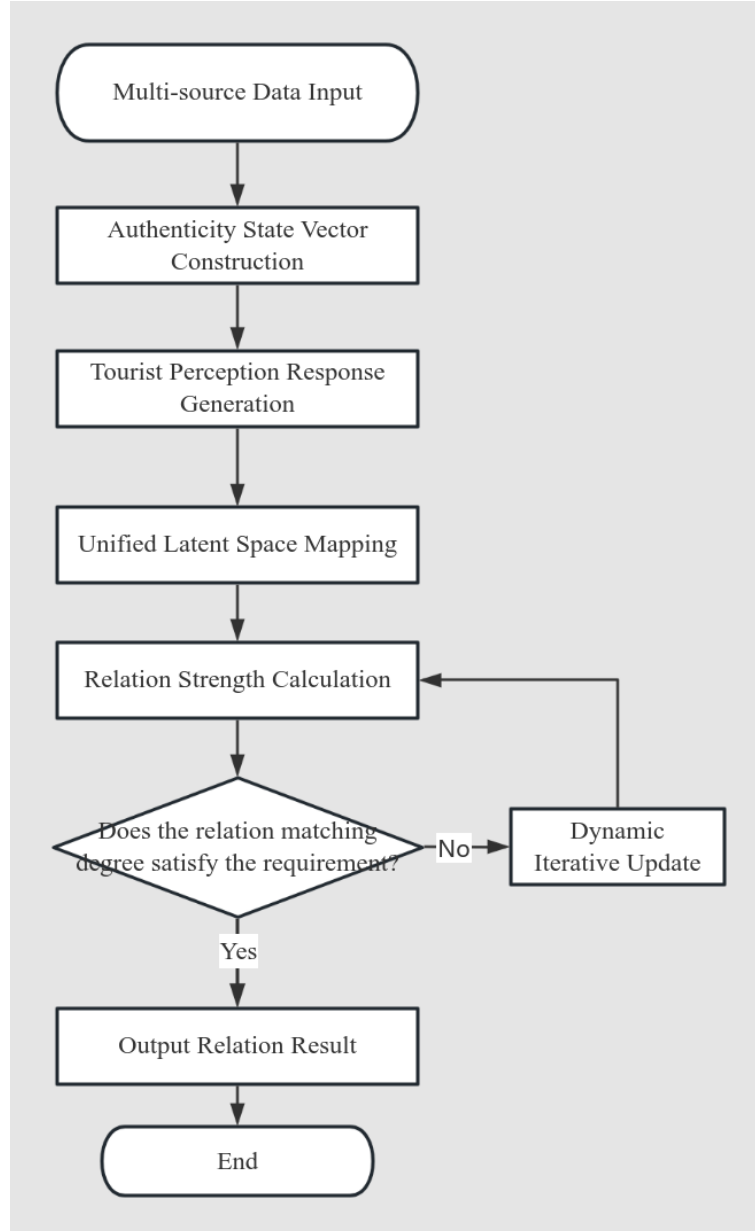 Multi-source Data Input
Authenticity State Vector
Construction
Tourist Perception Response
Generation
Unified Latent Space Mapping
Relation Strength Calculation
Does the relation matching
degree satisfy the requirement?
No
Dynamic
Iterative Update
Yes
Output Relation Result
End